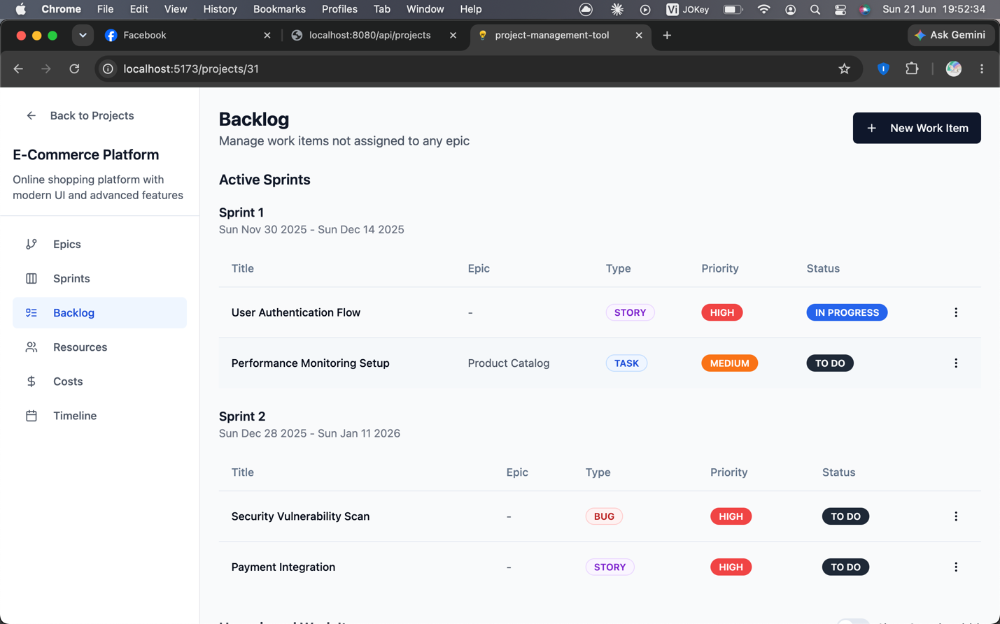 Chrome File Edit View History Bookmarks Profiles Tab Window Help Vi JOKey Sun 21 Jun 19:52:34
Facebook localhost:8080/api/projects project-management-tool Ask Gemini
localhost:5173/projects/31
Back to Projects
E-Commerce Platform
Online shopping platform with
modern UI and advanced features
Epics
Sprints
Backlog
Resources
Costs
Timeline
Backlog
Manage work items not assigned to any epic
+ New Work Item
Active Sprints
Sprint 1
Sun Nov 30 2025 - Sun Dec 14 2025
Title Epic Type Priority Status
User Authentication Flow - STORY HIGH IN PROGRESS
Performance Monitoring Setup Product Catalog TASK MEDIUM TO DO
Sprint 2
Sun Dec 28 2025 - Sun Jan 11 2026
Title Epic Type Priority Status
Security Vulnerability Scan - BUG HIGH TO DO
Payment Integration - STORY HIGH TO DO